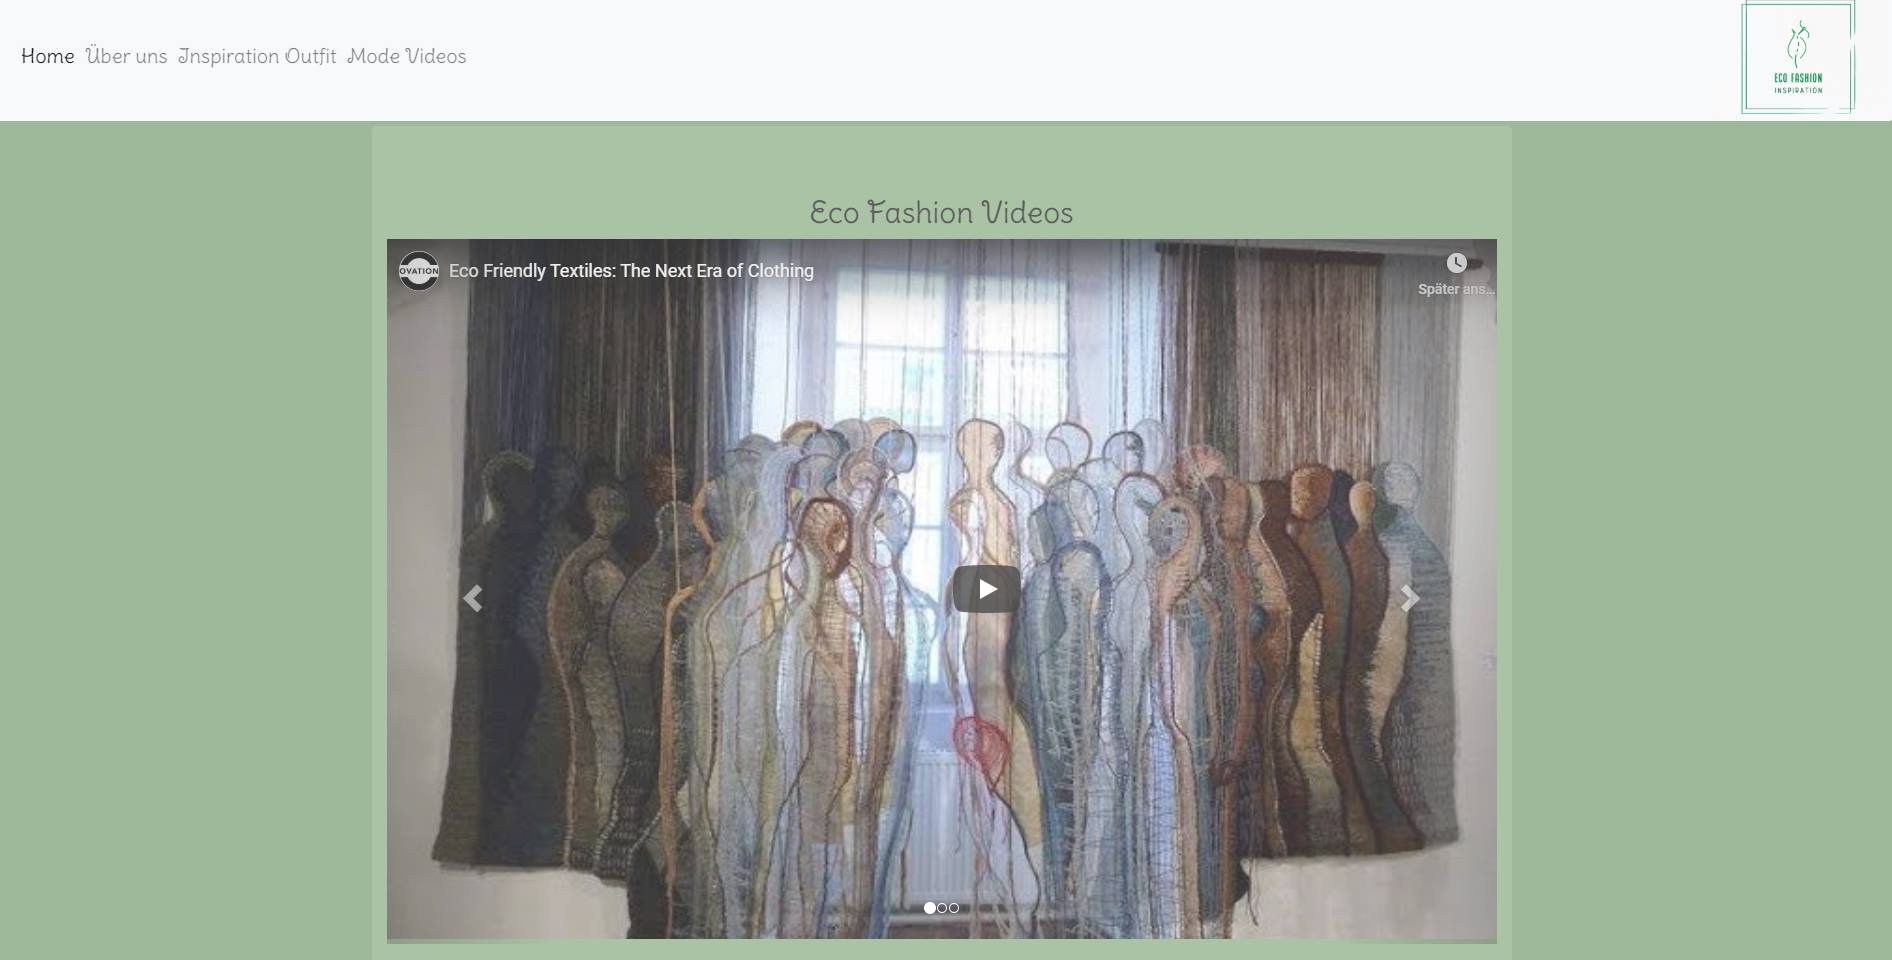 Home Über uns Inspiration Outfit Mode Videos
ECO FASHION
INSPIRATION
Eco Fashion Videos
OVATION
Eco Friendly Textiles: The Next Era of Clothing
Später ans...